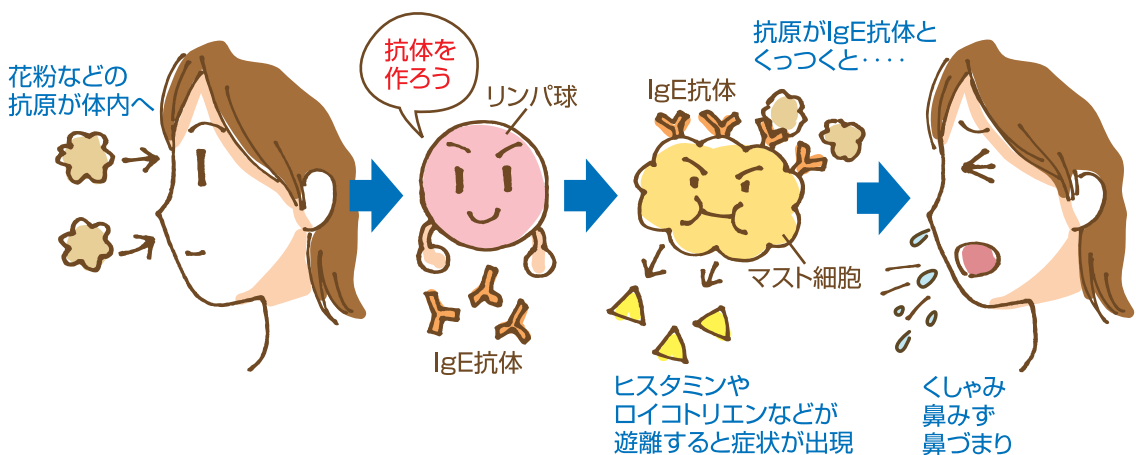 花粉などの
抗原が体内へ
抗体を
作ろう
リンパ球
IgE抗体
IgE抗体
抗原がIgE抗体と
くっつくと････
マスト細胞
ヒスタミンや
ロイコトリエンなどが
遊離すると症状が出現
くしゃみ
鼻みず
鼻づまり